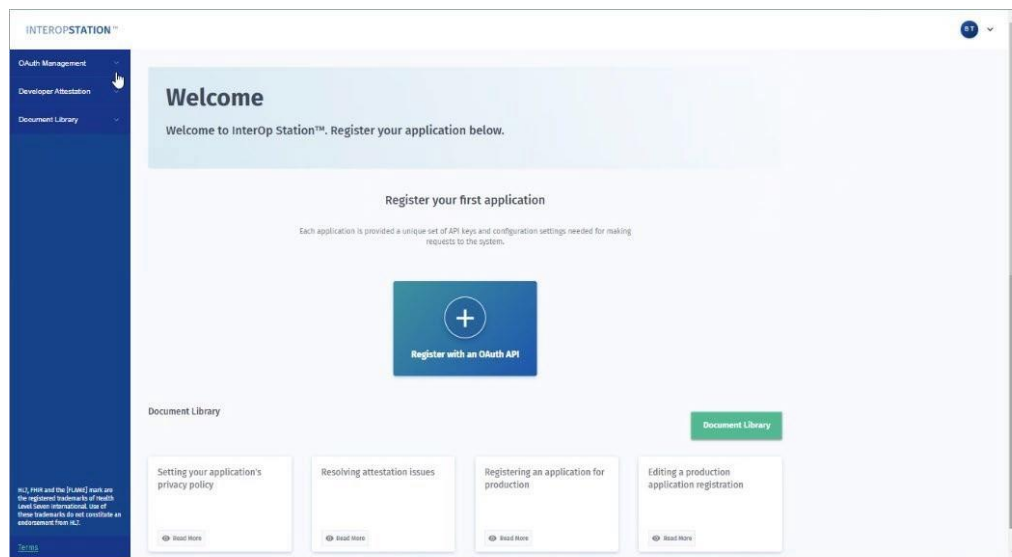 INTEROPSTATION™
BT
OAuth Management
Developer Attestation
Document Library
Welcome
Welcome to InterOp Station™. Register your application below.
Register your first application
Each application is provided a unique set of API keys and configuration settings needed for making
requests to the system.
Register with an OAuth API
Document Library
Document Library
Setting your application's
privacy policy
Read More
Resolving attestation issues
Read More
Registering an application for
production
Read More
Editing a production
application registration
Read More
HL7, FHIR and the [FLAME] mark are
the registered trademarks of Health
Level Seven International. Use of
these trademarks do not constitute an
endorsement from HL7.
Terms